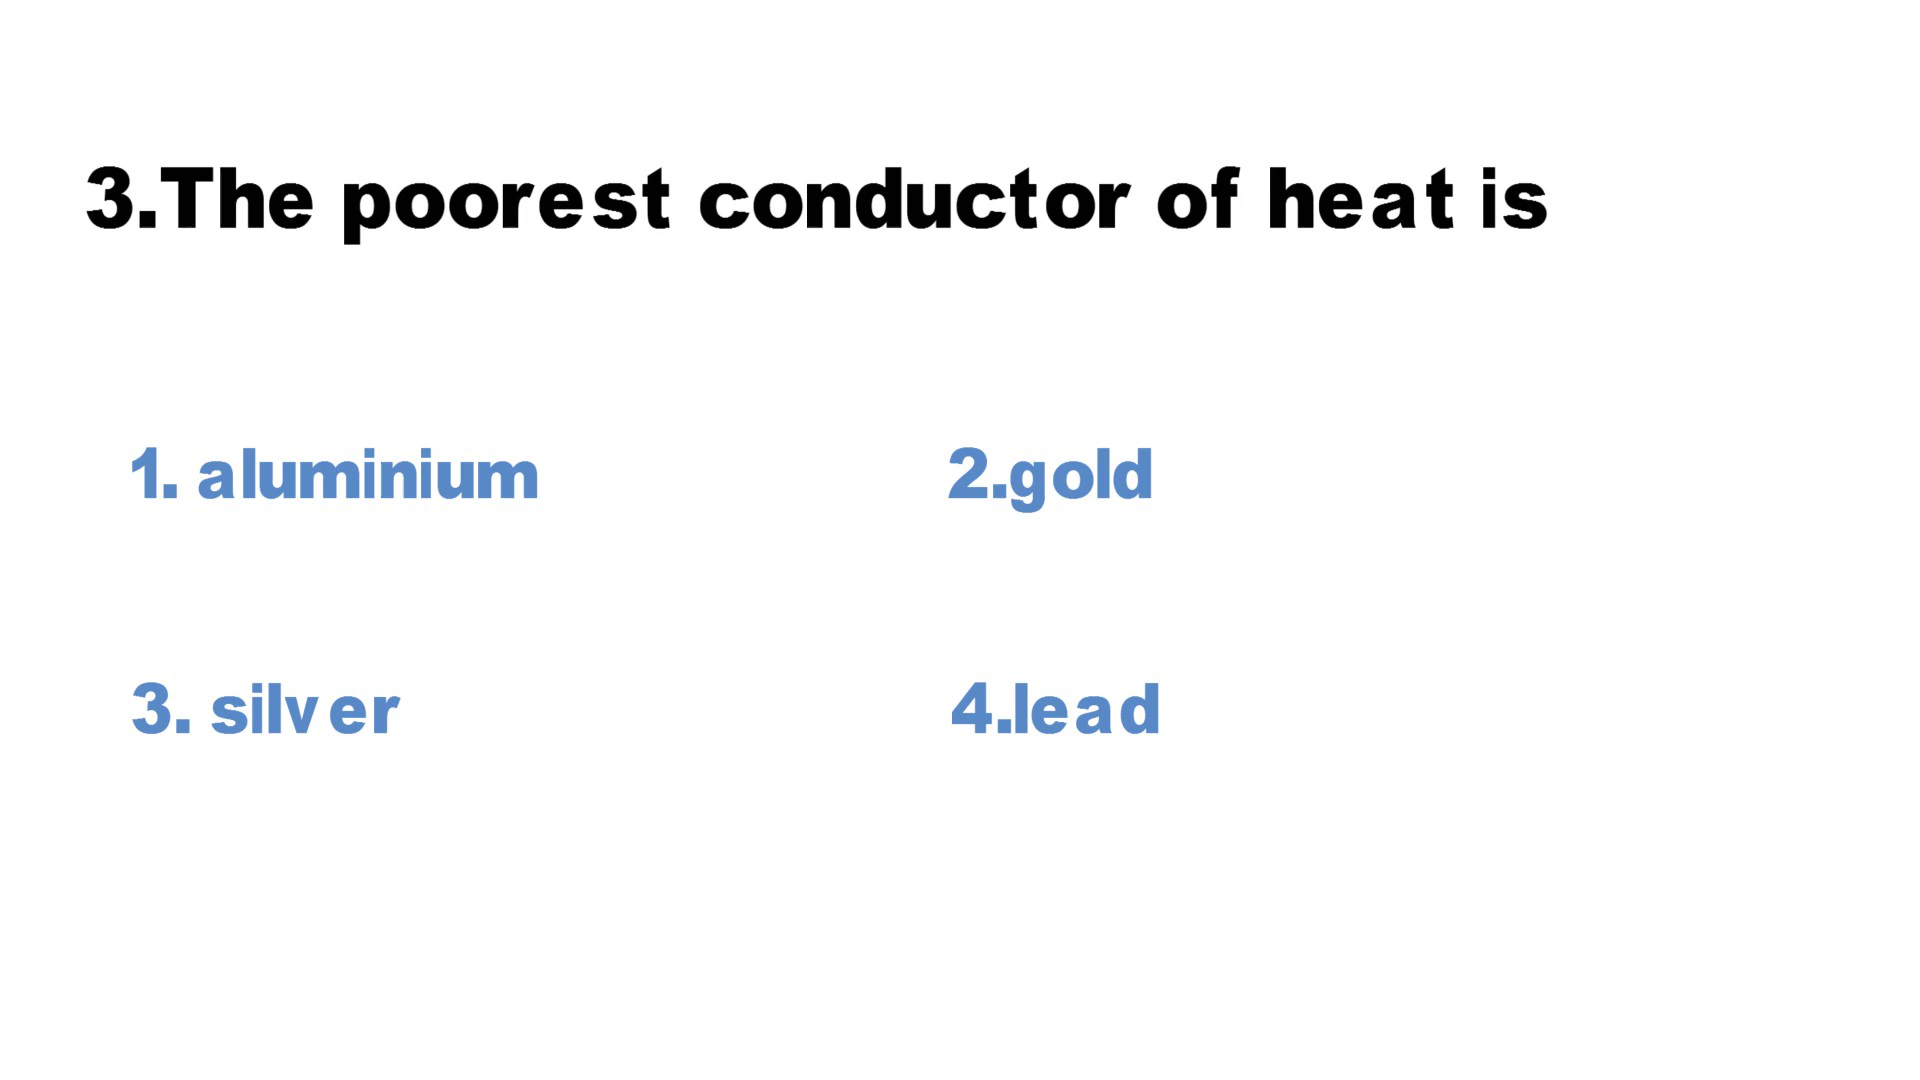 3.The poorest conductor of heat is
1. aluminium 2.gold
3. silver 4.lead